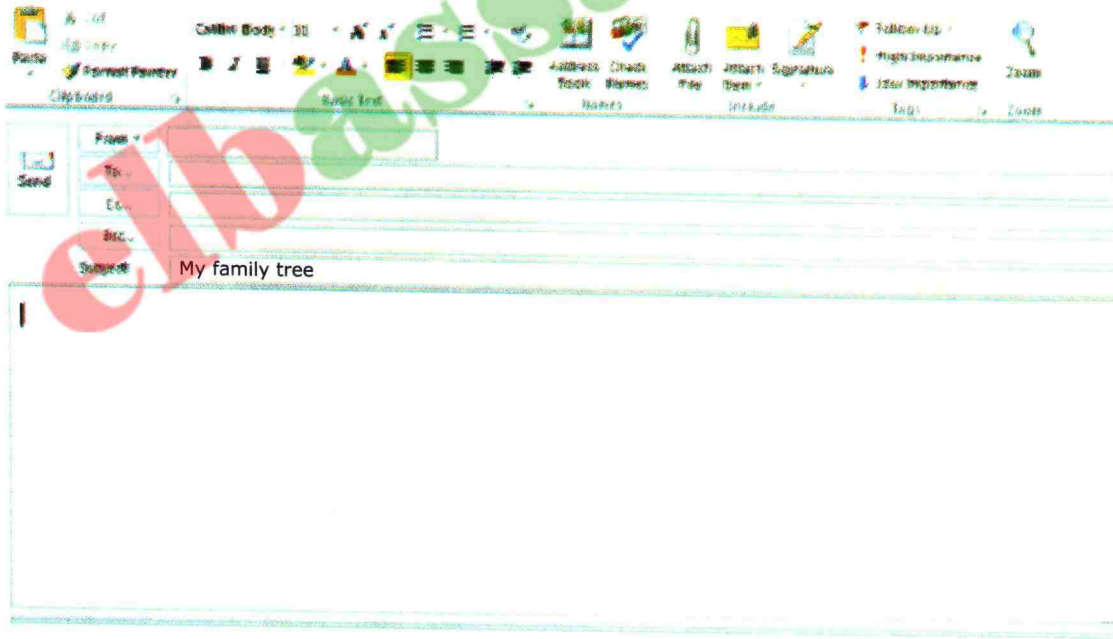 Cut
Copy
Paste
Format Painter
Clipboard
Calibri Body
Basic Text
Address Book
Check Names
Names
Attach File
Attach Item
Signature
Include
Follow Up
High Importance
Low Importance
Tags
Zoom
Zoom
Send
From
To...
Cc...
Bcc...
Subject
My family tree
elbass